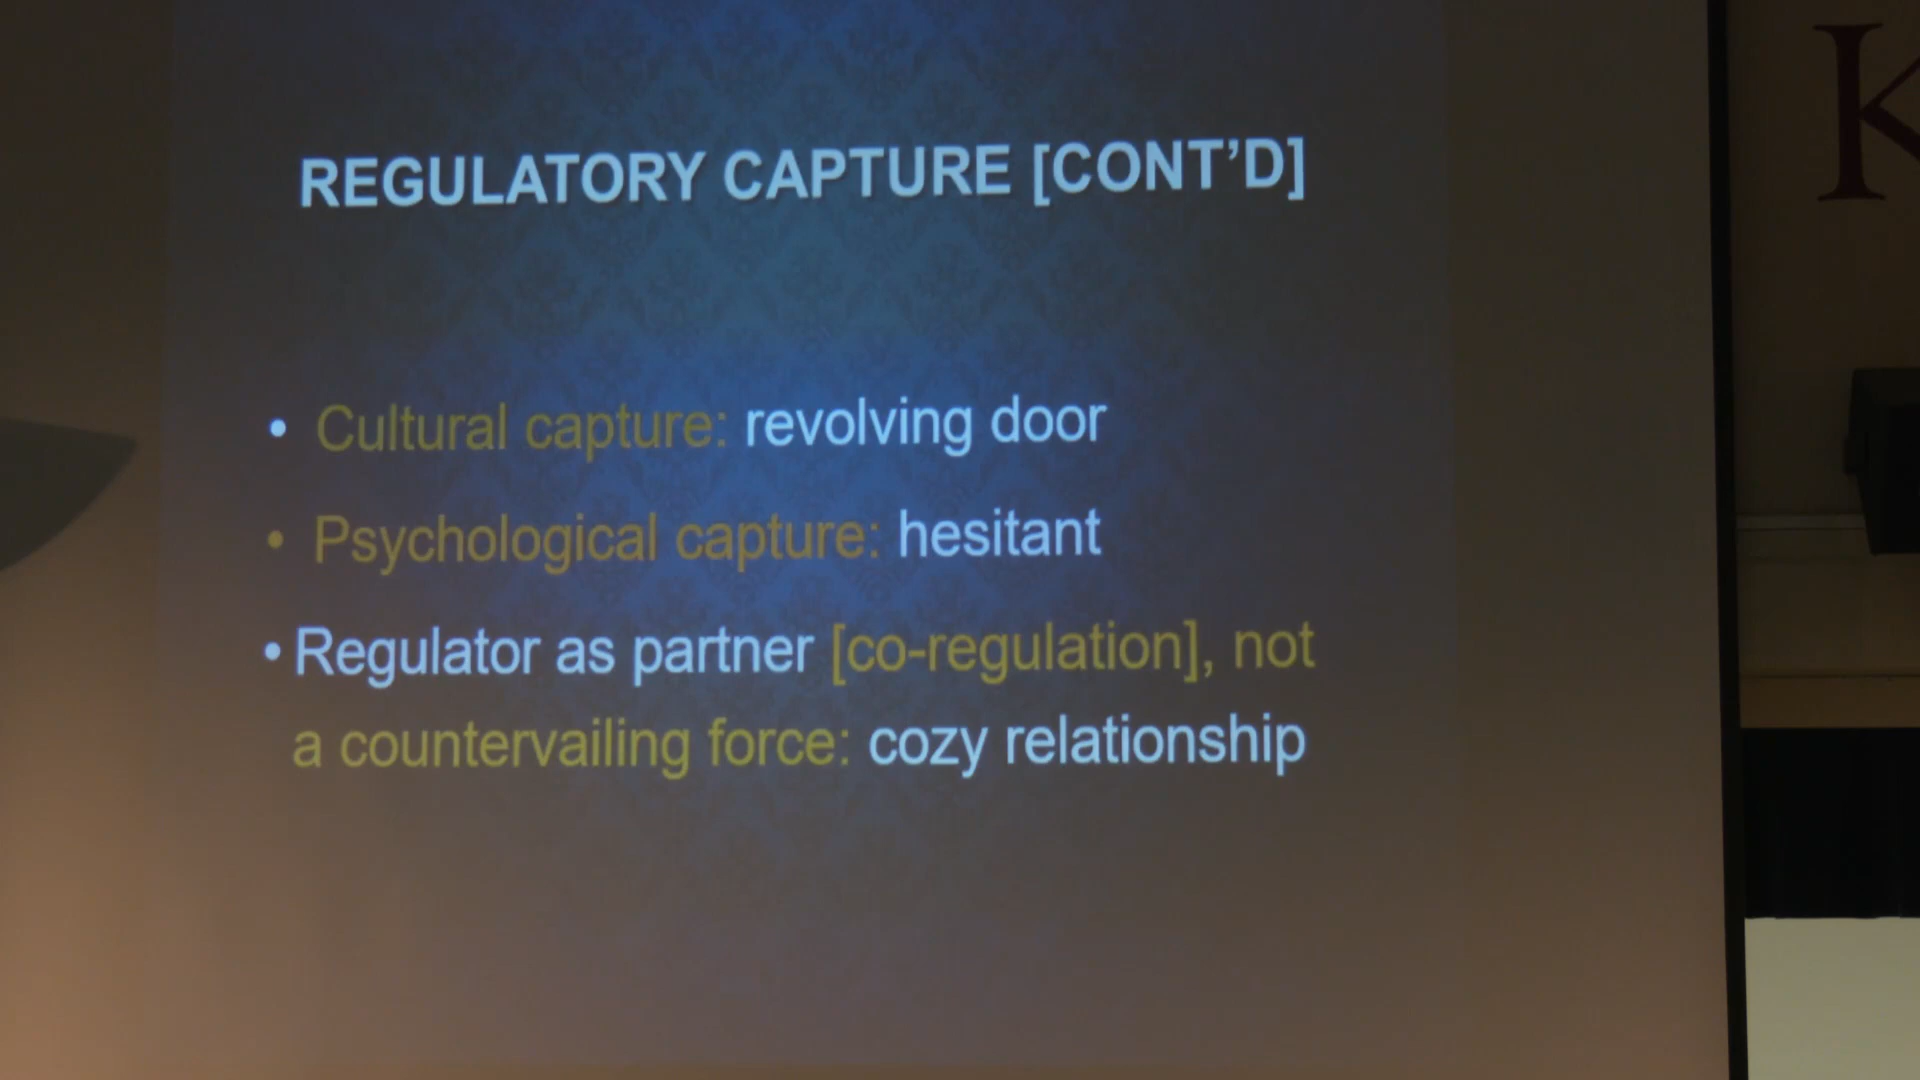 REGULATORY CAPTURE [CONT'D]
• Cultural capture: revolving door
• Psychological capture: hesitant
• Regulator as partner [co-regulation], not
a countervailing force: cozy relationship
K